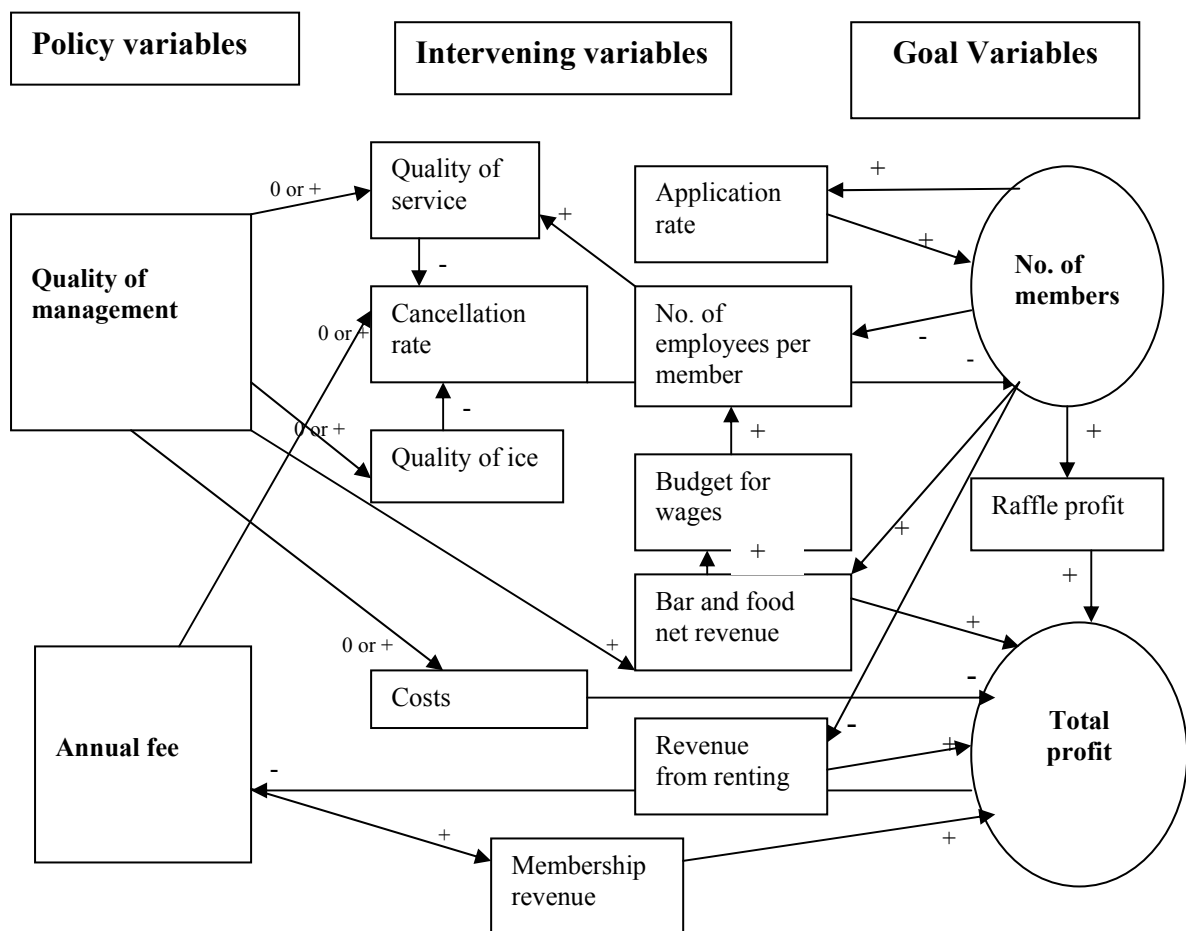 Policy variables
Intervening variables
Goal Variables
Quality of
service
Application
rate
+
0 or +
+
+
Quality of
management
No. of
members
-
Cancellation
rate
0 or +
No. of
employees per
member
-
-
-
0 or +
Quality of ice
+
+
Budget for
wages
Raffle profit
+
+
+
Bar and food
net revenue
+
0 or +
+
Costs
-
Annual fee
Revenue
from renting
-
+
Total
profit
-
+
Membership
revenue
+